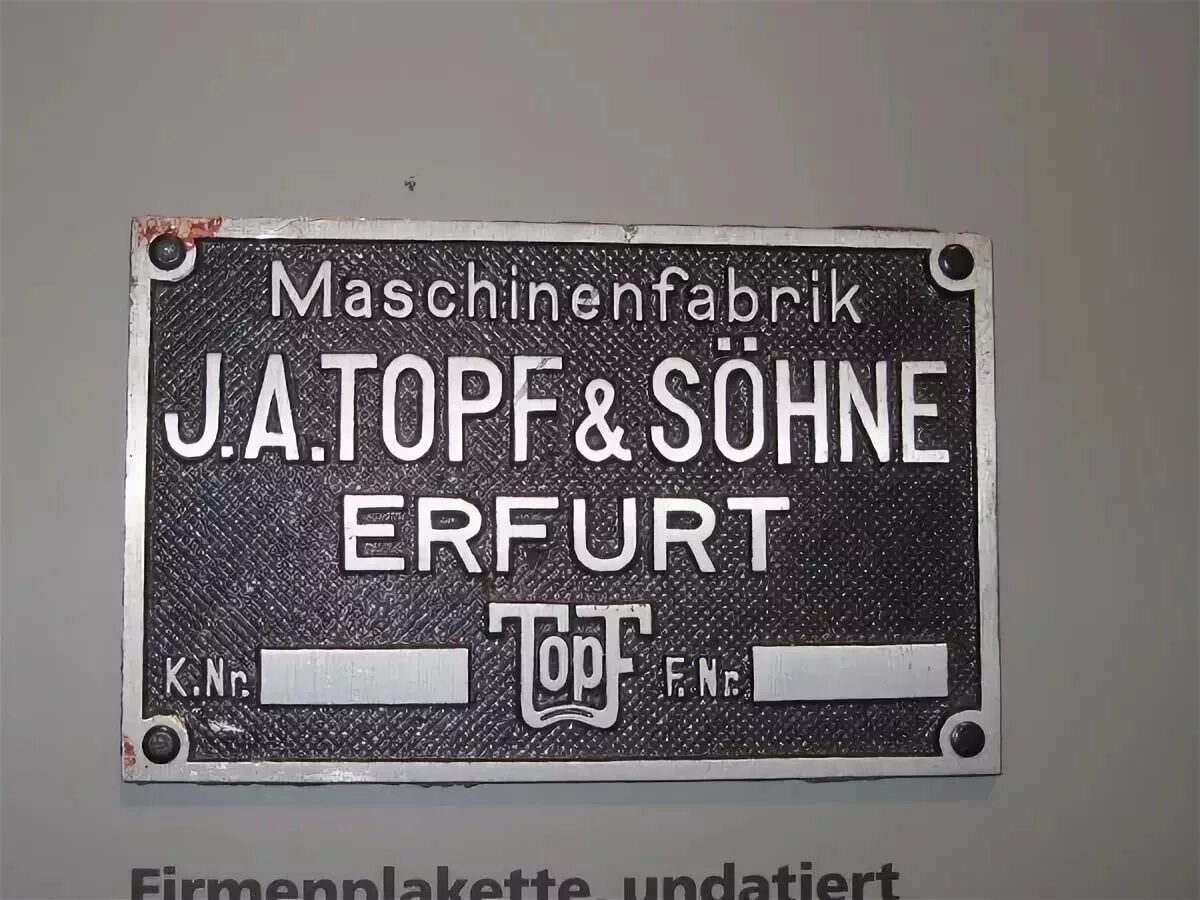 Maschinenfabrik
J.A.TOPF & SÖHNE
ERFURT
TOPF
K.Nr. F.Nr.
Firmenplakette, undatiert